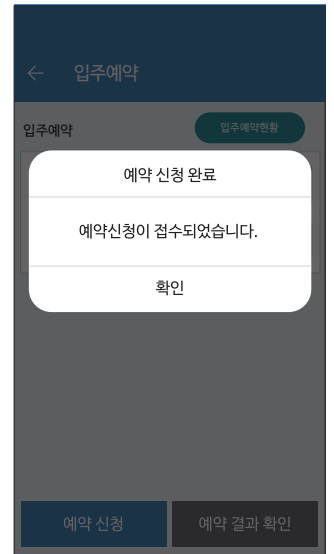 입주예약
입주예약
입주예약현황
예약 신청 완료
예약신청이 접수되었습니다.
확인
예약 신청
예약 결과 확인